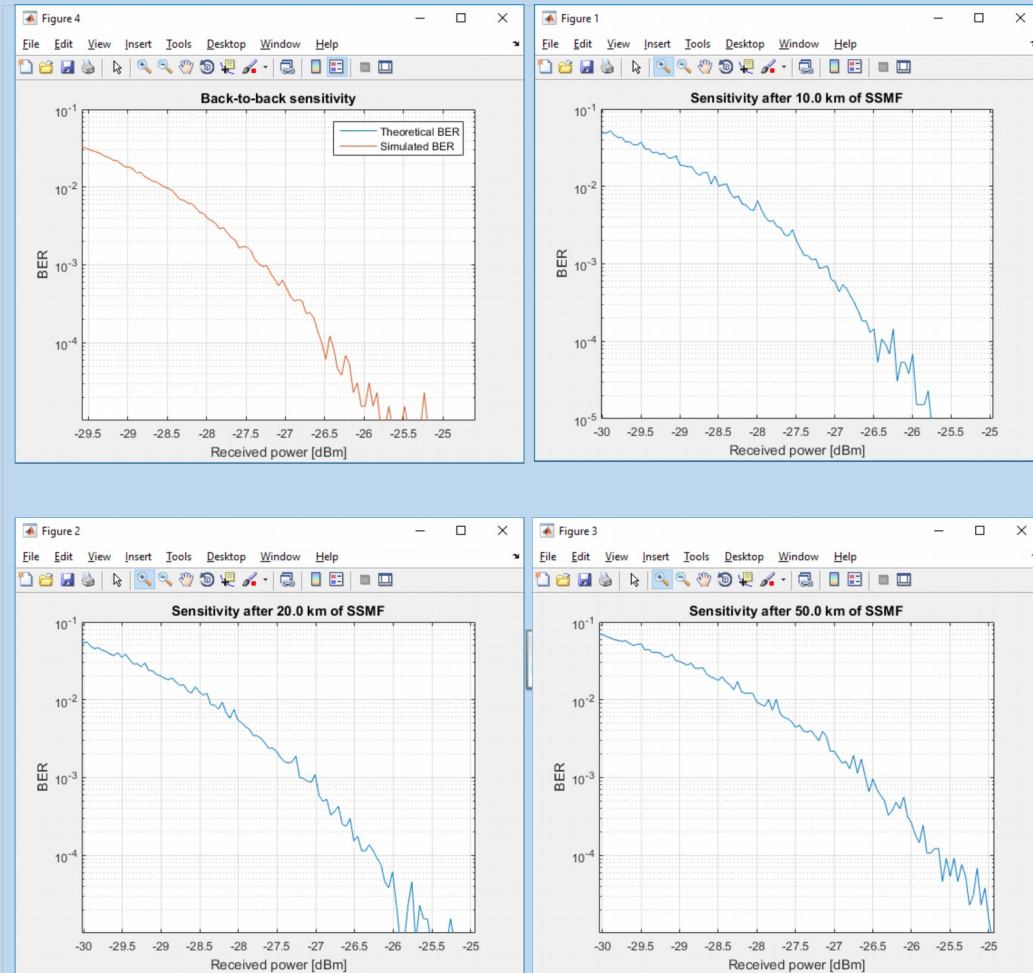 Figure 4
File Edit View Insert Tools Desktop Window Help
Back-to-back sensitivity
Theoretical BER
Simulated BER
10-1
10-2
10-3
10-4
BER
-29.5 -29 -28.5 -28 -27.5 -27 -26.5 -26 -25.5 -25
Received power [dBm]
Figure 1
File Edit View Insert Tools Desktop Window Help
Sensitivity after 10.0 km of SSMF
10-1
10-2
10-3
10-4
10-5
BER
-30 -29.5 -29 -28.5 -28 -27.5 -27 -26.5 -26 -25.5 -25
Received power [dBm]
Figure 2
File Edit View Insert Tools Desktop Window Help
Sensitivity after 20.0 km of SSMF
10-1
10-2
10-3
10-4
BER
-30 -29.5 -29 -28.5 -28 -27.5 -27 -26.5 -26 -25.5 -25
Received power [dBm]
Figure 3
File Edit View Insert Tools Desktop Window Help
Sensitivity after 50.0 km of SSMF
10-1
10-2
10-3
10-4
BER
-30 -29.5 -29 -28.5 -28 -27.5 -27 -26.5 -26 -25.5 -25
Received power [dBm]